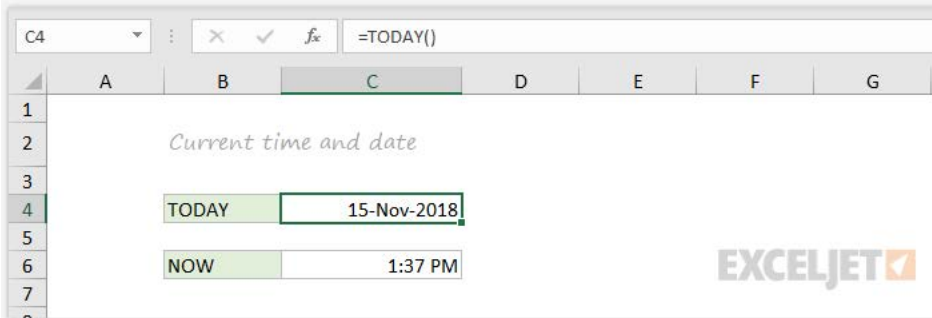 C4 fx =TODAY()
A B C D E F G
1
2 Current time and date
3
4 TODAY 15-Nov-2018
5
6 NOW 1:37 PM EXCELJET
7